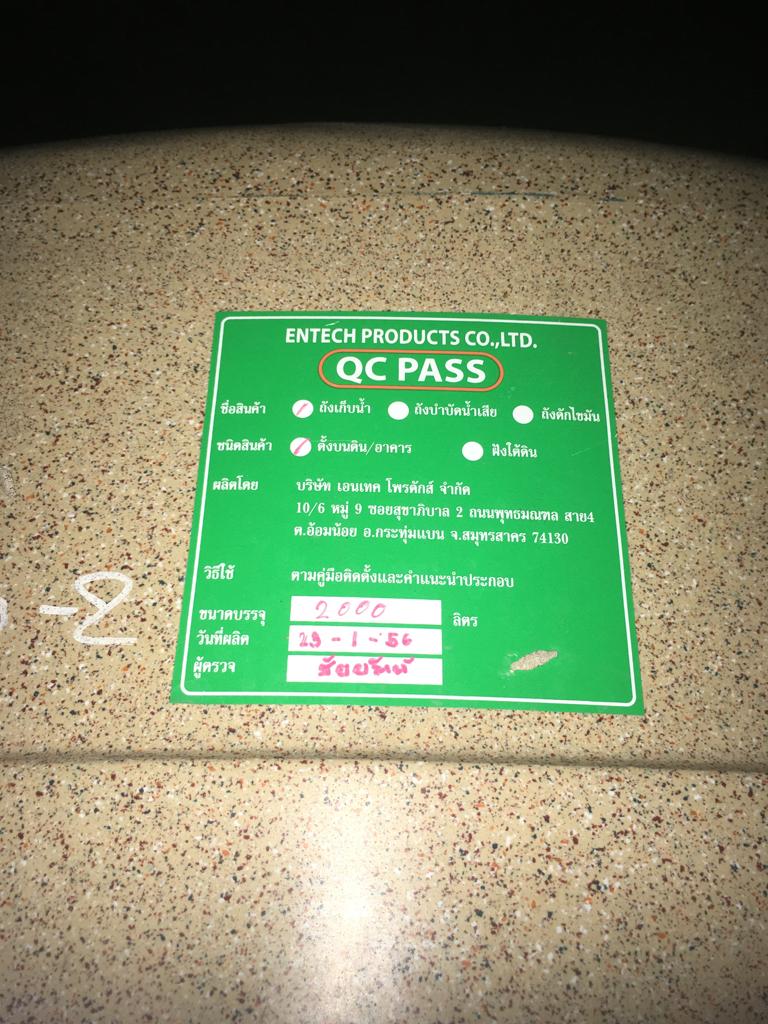 ENTECH PRODUCTS CO.,LTD.
QC PASS
ชื่อสินค้า ถังเก็บน้ำ ถังบำบัดน้ำเสีย ถังดักไขมัน
ชนิดสินค้า ตั้งบนดิน/อาคาร ฝังใต้ดิน
ผลิตโดย บริษัท เอนเทค โพรดักส์ จำกัด
10/6 หมู่ 9 ซอยสุขาภิบาล 2 ถนนพุทธมณฑล สาย4
ต.อ้อมน้อย อ.กระทุ่มแบน จ.สมุทรสาคร 74130
วิธีใช้ ตามคู่มือติดตั้งและคำแนะนำประกอบ
ขนาดบรรจุ 2000 ลิตร
วันที่ผลิต 23-1-56
ผู้ตรวจ
-2